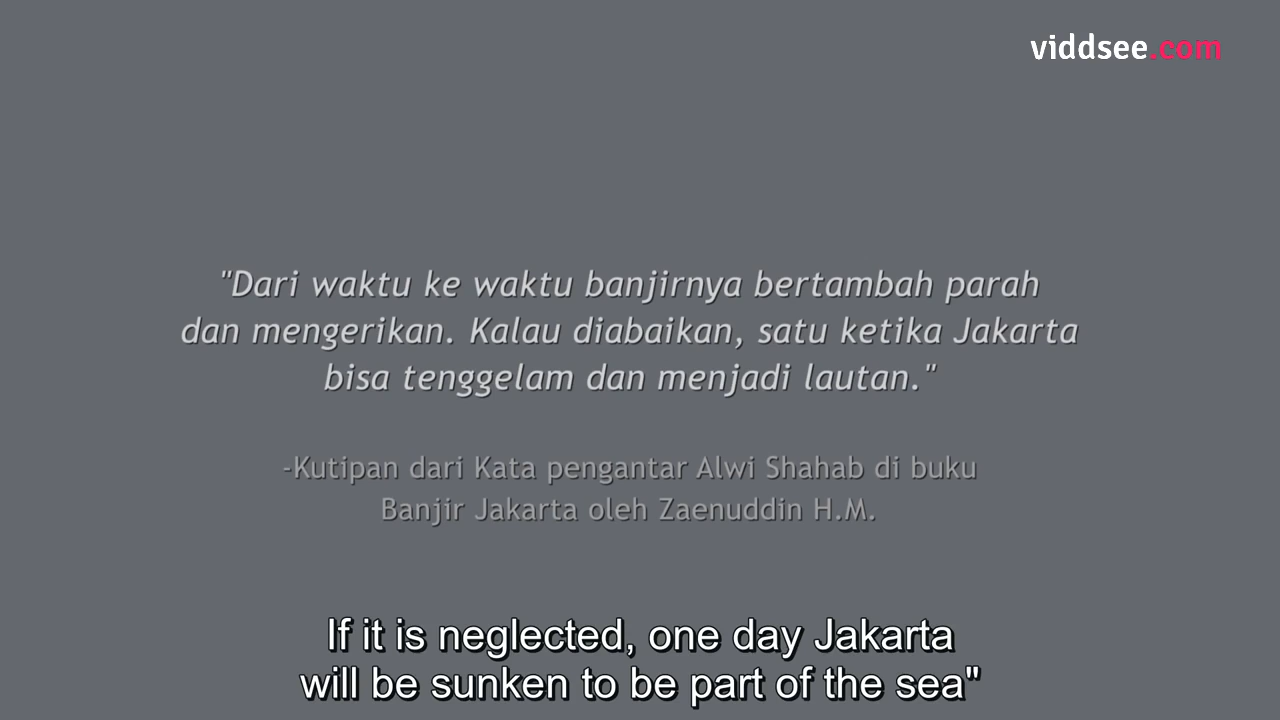 viddsee.com
"Dari waktu ke waktu banjirnya bertambah parah
dan mengerikan. Kalau diabaikan, satu ketika Jakarta
bisa tenggelam dan menjadi lautan."
-Kutipan dari Kata pengantar Alwi Shahab di buku
Banjir Jakarta oleh Zaenuddin H.M.
If it is neglected, one day Jakarta
will be sunken to be part of the sea"